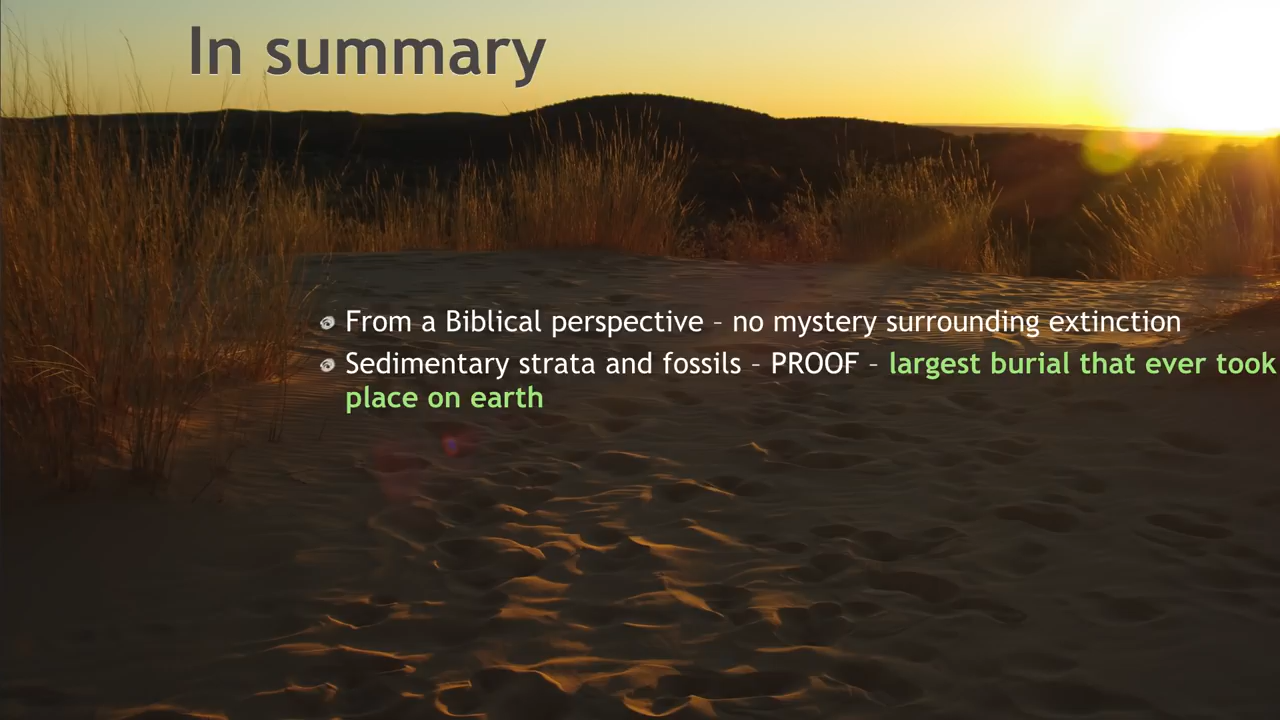 In summary
From a Biblical perspective – no mystery surrounding extinction
Sedimentary strata and fossils – PROOF – largest burial that ever took
place on earth